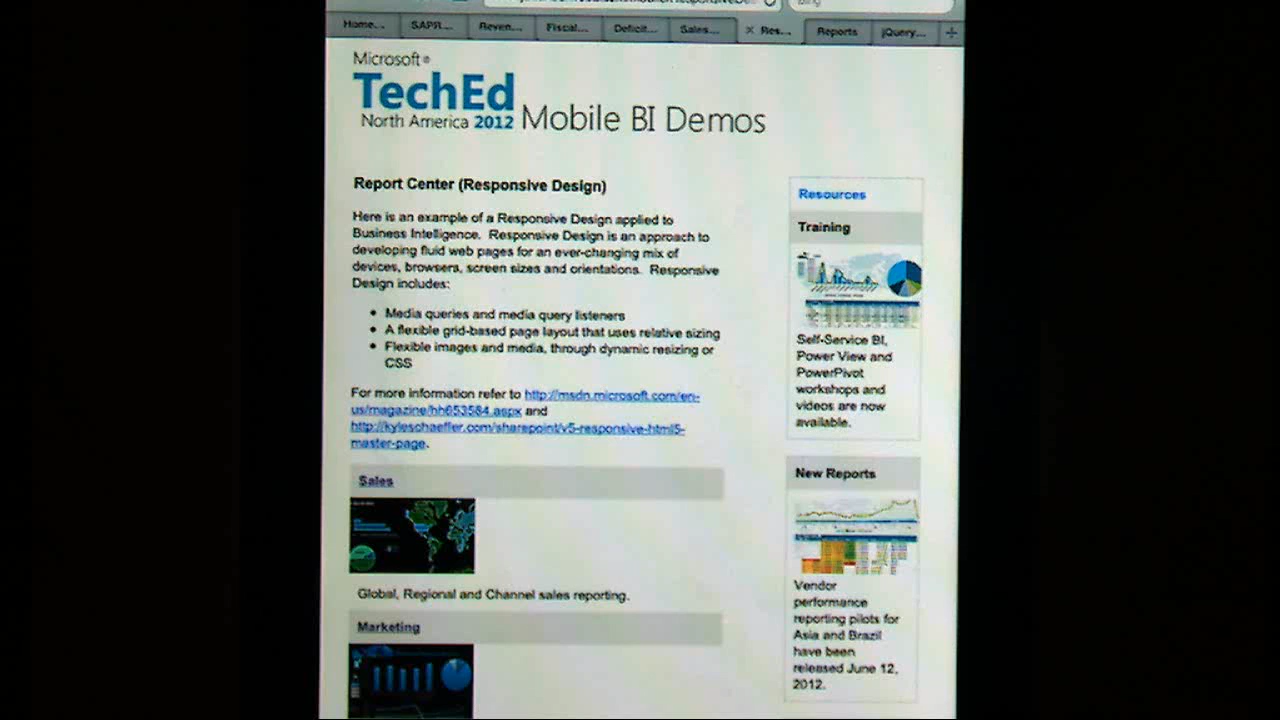 Home...
SAPR...
Reven...
Fiscal...
Deficit...
Sales...
Res...
Reports
jQuery...
Microsoft®
TechEd
North America 2012
Mobile BI Demos
Report Center (Responsive Design)
Here is an example of a Responsive Design applied to
Business Intelligence. Responsive Design is an approach to
developing fluid web pages for an ever-changing mix of
devices, browsers, screen sizes and orientations. Responsive
Design includes:
• Media queries and media query listeners
• A flexible grid-based page layout that uses relative sizing
• Flexible images and media, through dynamic resizing or
CSS
For more information refer to http://msdn.microsoft.com/en-
us/magazine/hh653584.aspx and
http://kyleschaeffer.com/sharepoint/v5-responsive-html5-
master-page.
Sales
Global, Regional and Channel sales reporting.
Marketing
Resources
Training
Self-Service BI,
Power View and
PowerPivot
workshops and
videos are now
available.
New Reports
Vendor
performance
reporting pilots for
Asia and Brazil
have been
released June 12,
2012.